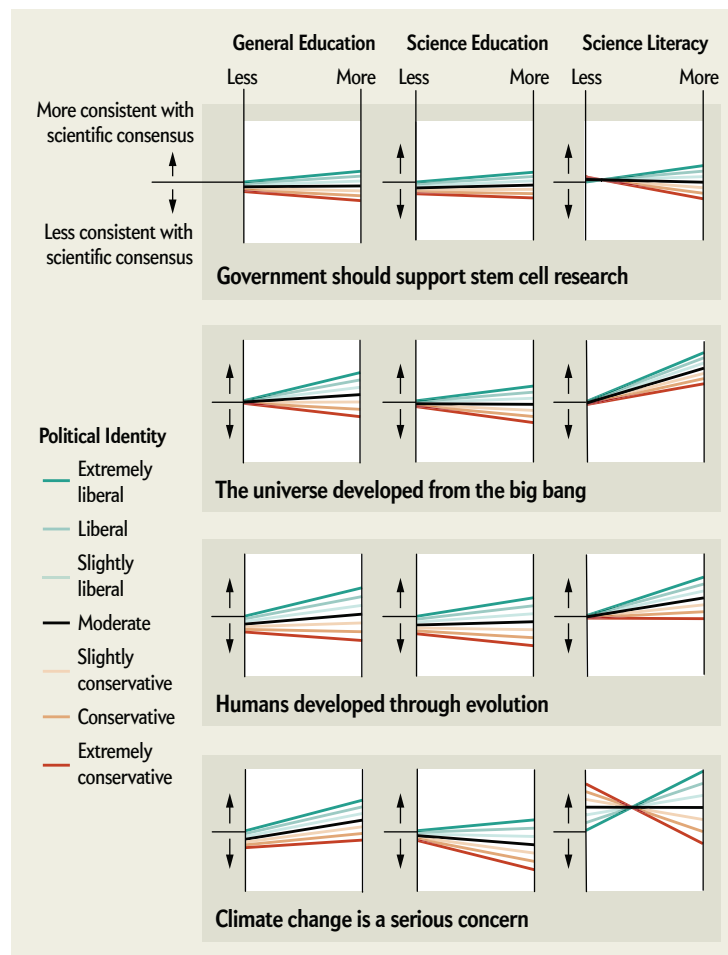 General Education
Science Education
Science Literacy
Less
More
Less
More
Less
More
More consistent with
scientific consensus
Less consistent with
scientific consensus
Government should support stem cell research
The universe developed from the big bang
Political Identity
Extremely
liberal
Liberal
Slightly
liberal
Moderate
Slightly
conservative
Conservative
Extremely
conservative
Humans developed through evolution
Climate change is a serious concern